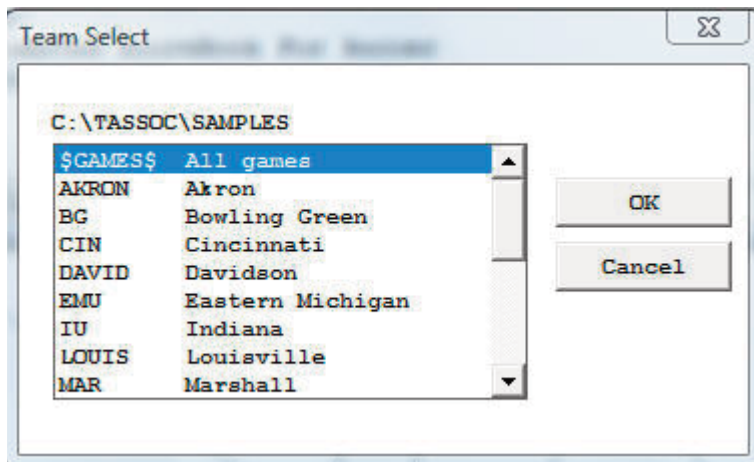 Team Select
C:\TASSOC\SAMPLES
$GAMES$ All games
AKRON Akron
BG Bowling Green
CIN Cincinnati
DAVID Davidson
EMU Eastern Michigan
IU Indiana
LOUIS Louisville
MAR Marshall
OK
Cancel